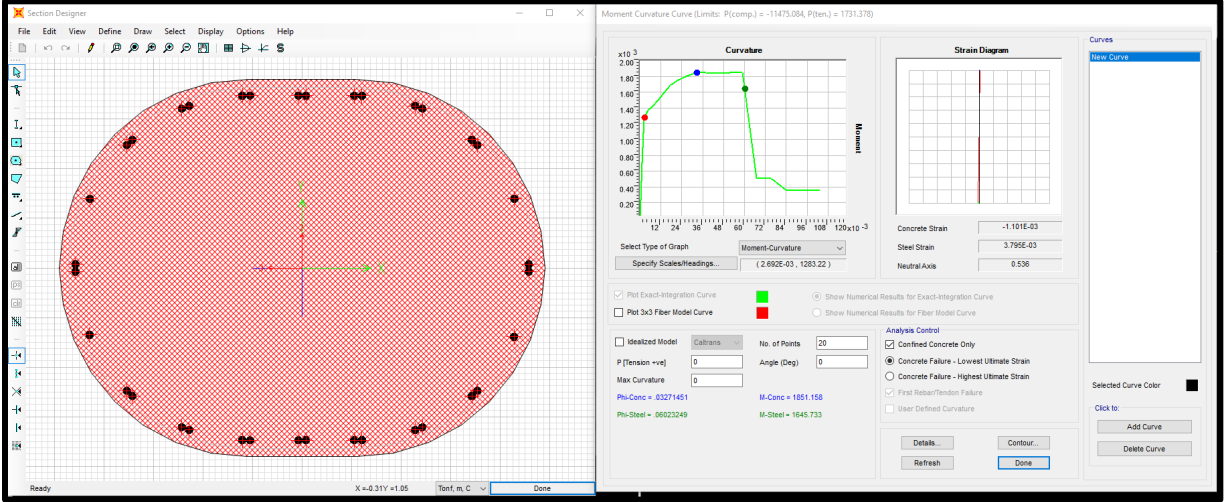 Section Designer
File Edit View Define Draw Select Display Options Help
Ready
X =-0.31Y =1.05
Tonf, m, C
Done
Moment Curvature Curve (Limits: P(comp.) = -11475.084, P(ten.) = 1731.378)
Curvature
x10 3
2.00
1.80
1.60
1.40
1.20
1.00
0.80
0.60
0.40
0.20
Moment
12 24 36 48 60 72 84 96 108 120 x10 -3
Select Type of Graph
Moment-Curvature
Specify Scales/Headings...
( 2.692E-03 , 1283.22 )
Strain Diagram
Concrete Strain
-1.101E-03
Steel Strain
3.795E-03
Neutral Axis
0.536
Plot Exact-Integration Curve
Show Numerical Results for Exact-Integration Curve
Plot 3x3 Fiber Model Curve
Show Numerical Results for Fiber Model Curve
Idealized Model
Caltrans
No. of Points
20
P [Tension +ve]
0
Angle (Deg)
0
Max Curvature
0
Phi-Conc = .03271451
M-Conc = 1851.158
Phi-Steel = .06023249
M-Steel = 1645.733
Analysis Control
Confined Concrete Only
Concrete Failure - Lowest Ultimate Strain
Concrete Failure - Highest Ultimate Strain
First Rebar/Tendon Failure
User Defined Curvature
Details...
Contour...
Refresh
Done
Curves
New Curve
Selected Curve Color
Click to:
Add Curve
Delete Curve